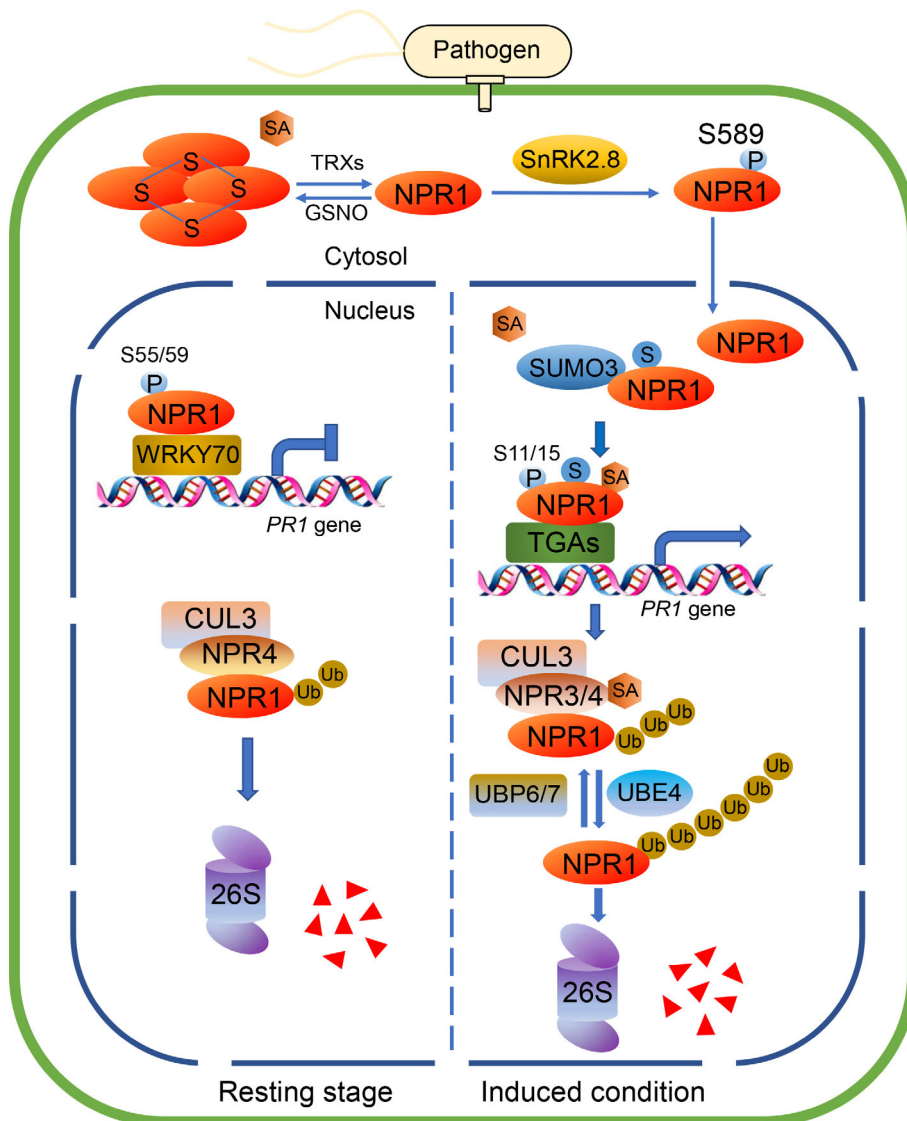 Pathogen
SA
S
S
S
S
TRXs
GSNO
NPR1
SnRK2.8
S589
P
NPR1
Cytosol
Nucleus
S55/59
P
NPR1
WRKY70
PR1 gene
CUL3
NPR4
NPR1
Ub
Ub
26S
Resting stage
SA
NPR1
SUMO3
S
NPR1
S11/15
P
S
SA
NPR1
TGAs
PR1 gene
CUL3
NPR3/4
SA
NPR1
Ub
Ub
Ub
UBP6/7
UBE4
NPR1
Ub
Ub
Ub
Ub
Ub
Ub
26S
Induced condition